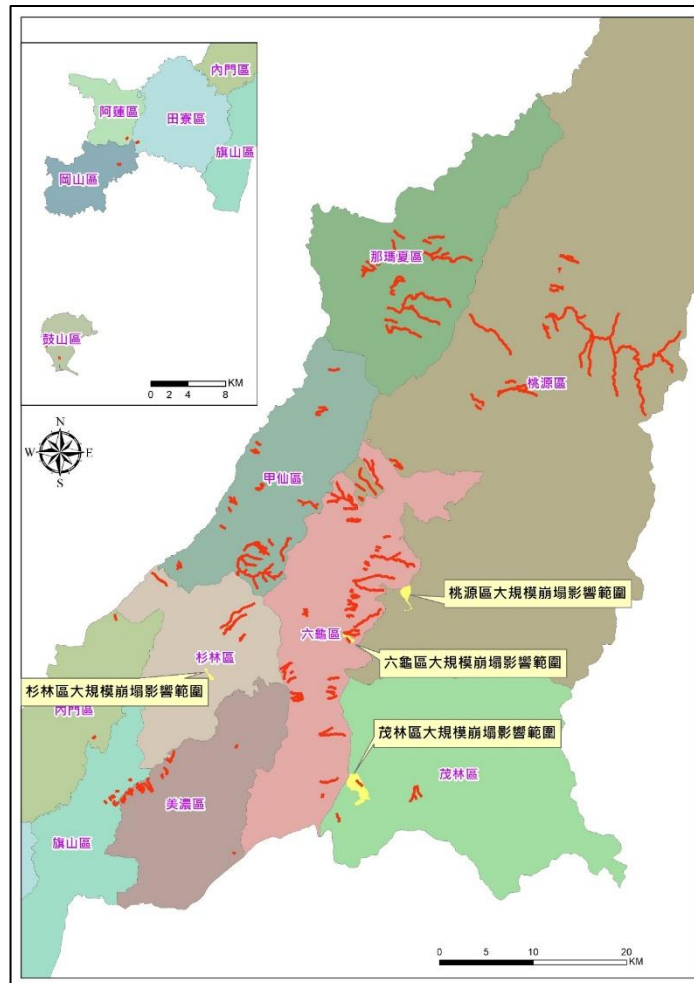 內門區
阿蓮區
田寮區
旗山區
岡山區
鼓山區
0 2 4 8
KM
N
W E
S
那瑪夏區
桃源區
甲仙區
桃源區大規模崩塌影響範圍
六龜區
杉林區
六龜區大規模崩塌影響範圍
杉林區大規模崩塌影響範圍
內門區
茂林區大規模崩塌影響範圍
茂林區
美濃區
旗山區
0 5 10 20
KM